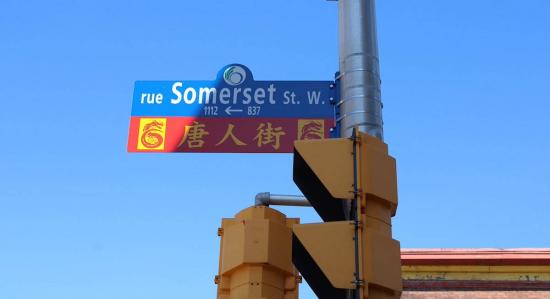 rue Somerset St. W.
1112 ← 837
唐人街